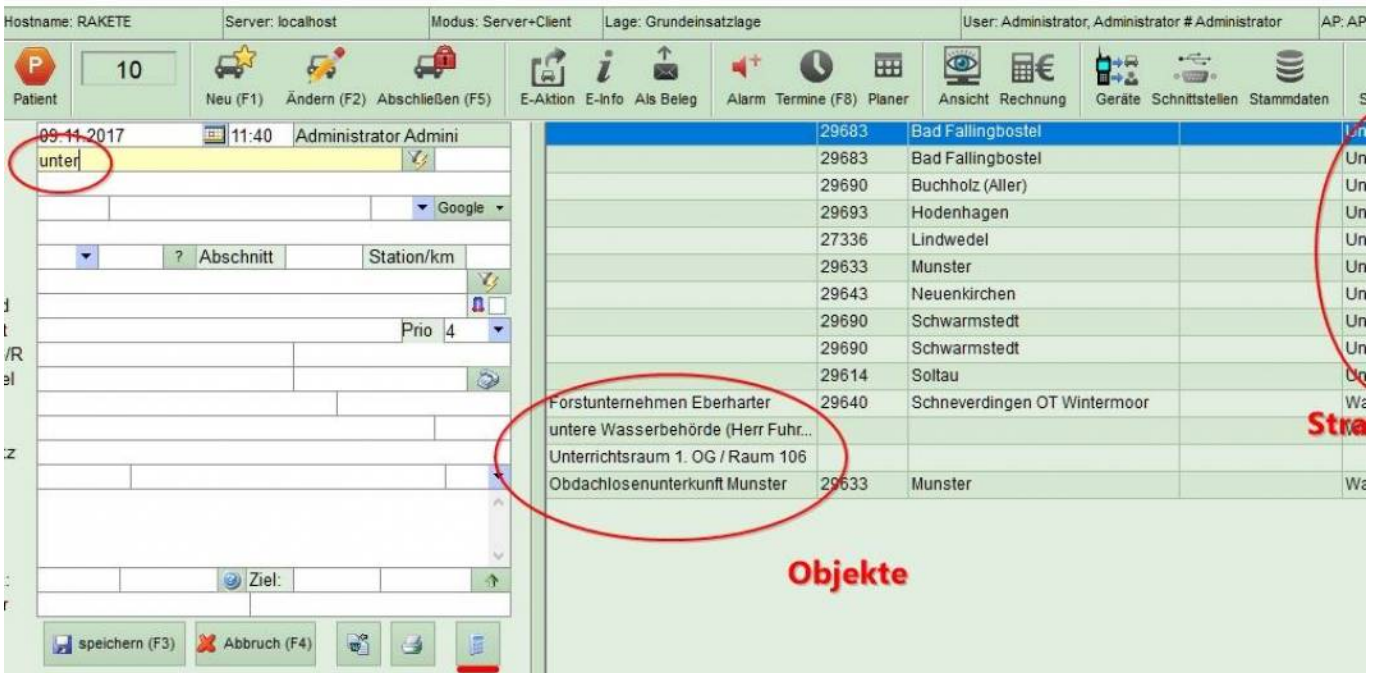 Hostname: RAKETE Server: localhost Modus: Server+Client Lage: Grundeinsatzlage User: Administrator, Administrator # Administrator AP: AP
P 10
Patient Neu (F1) Ändern (F2) Abschließen (F5) E-Aktion E-Info Als Beleg Alarm Termine (F8) Planer Ansicht Rechnung Geräte Schnittstellen Stammdaten S
09.11.2017 11:40 Administrator Admini
unter
Google
? Abschnitt Station/km
d
t Prio 4
/R
el
tz
: Ziel:
r
speichern (F3) Abbruch (F4)
29683 Bad Fallingbostel Un
29683 Bad Fallingbostel Un
29690 Buchholz (Aller) Un
29693 Hodenhagen Un
27336 Lindwedel Un
29633 Munster Un
29643 Neuenkirchen Un
29690 Schwarmstedt Un
29690 Schwarmstedt Un
29614 Soltau Un
Forstunternehmen Eberharter 29640 Schneverdingen OT Wintermoor Wa
untere Wasserbehörde (Herr Fuhr...
Unterrichtsraum 1. OG / Raum 106
Obdachlosenunterkunft Munster 29633 Munster Wa
Stra
Objekte